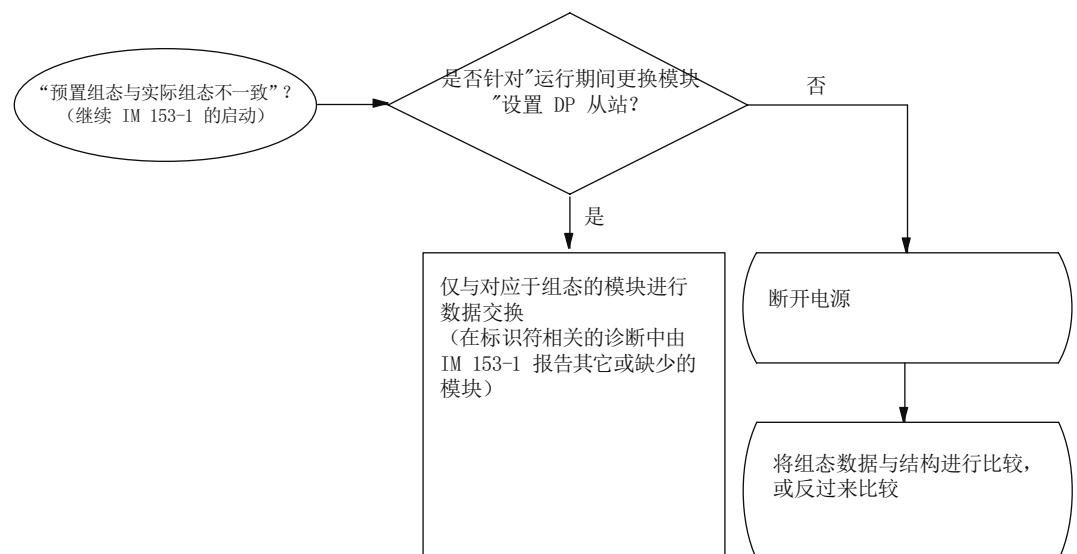 “预置组态与实际组态不一致”?
(继续 IM 153-1 的启动)
是否针对"运行期间更换模块
"设置 DP 从站?
否
是
仅与对应于组态的模块进行
数据交换
(在标识符相关的诊断中由
IM 153-1 报告其它或缺少的
模块)
断开电源
将组态数据与结构进行比较,
或反过来比较